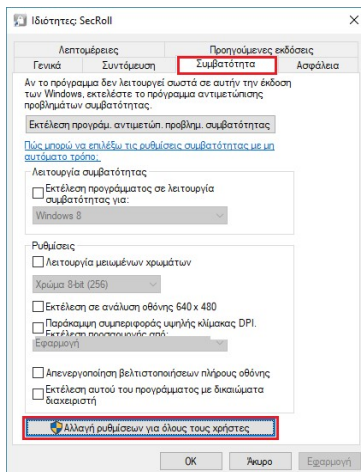 Ιδιότητες: SecRoll
Λεπτομέρειες Προηγούμενες εκδόσεις
Γενικά Συντόμευση Συμβατότητα Ασφάλεια
Αν το πρόγραμμα δεν λειτουργεί σωστά σε αυτήν την έκδοση
των Windows, εκτελέστε το πρόγραμμα αντιμετώπισης
προβλημάτων συμβατότητας.
Εκτέλεση προγράμ. αντιμετώπ. προβλημ. συμβατότητας
Πώς μπορώ να επιλέξω τις ρυθμίσεις συμβατότητας με μη
αυτόματο τρόπο;
Λειτουργία συμβατότητας
Εκτέλεση προγράμματος σε λειτουργία
συμβατότητας για:
Windows 8
Ρυθμίσεις
Λειτουργία μειωμένων χρωμάτων
Χρώμα 8-bit (256)
Εκτέλεση σε ανάλυση οθόνης 640 x 480
Παράκαμψη συμπεριφοράς υψηλής κλίμακας DPI.
Εκτέλεση προσαρμογής από:
Εφαρμογή
Απενεργοποίηση βελτιστοποιήσεων πλήρους οθόνης
Εκτέλεση αυτού του προγράμματος με δικαιώματα
διαχειριστή
Αλλαγή ρυθμίσεων για όλους τους χρήστες
OK Άκυρο Εφαρμογή